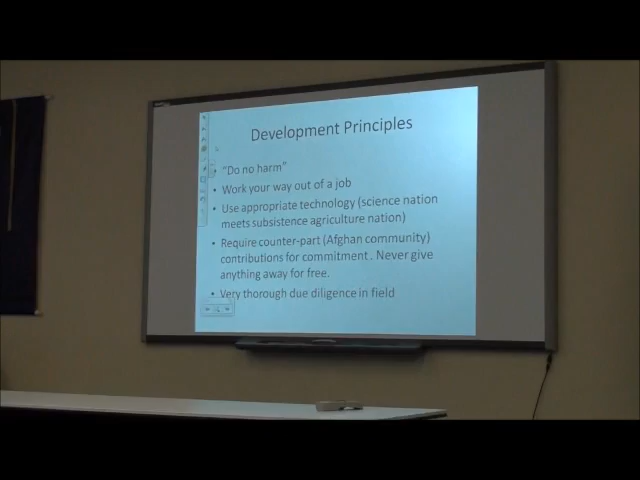 Development Principles
• "Do no harm"
• Work your way out of a job
• Use appropriate technology (science nation
meets subsistence agriculture nation)
• Require counter-part (Afghan community)
contributions for commitment . Never give
anything away for free.
• Very thorough due diligence in field